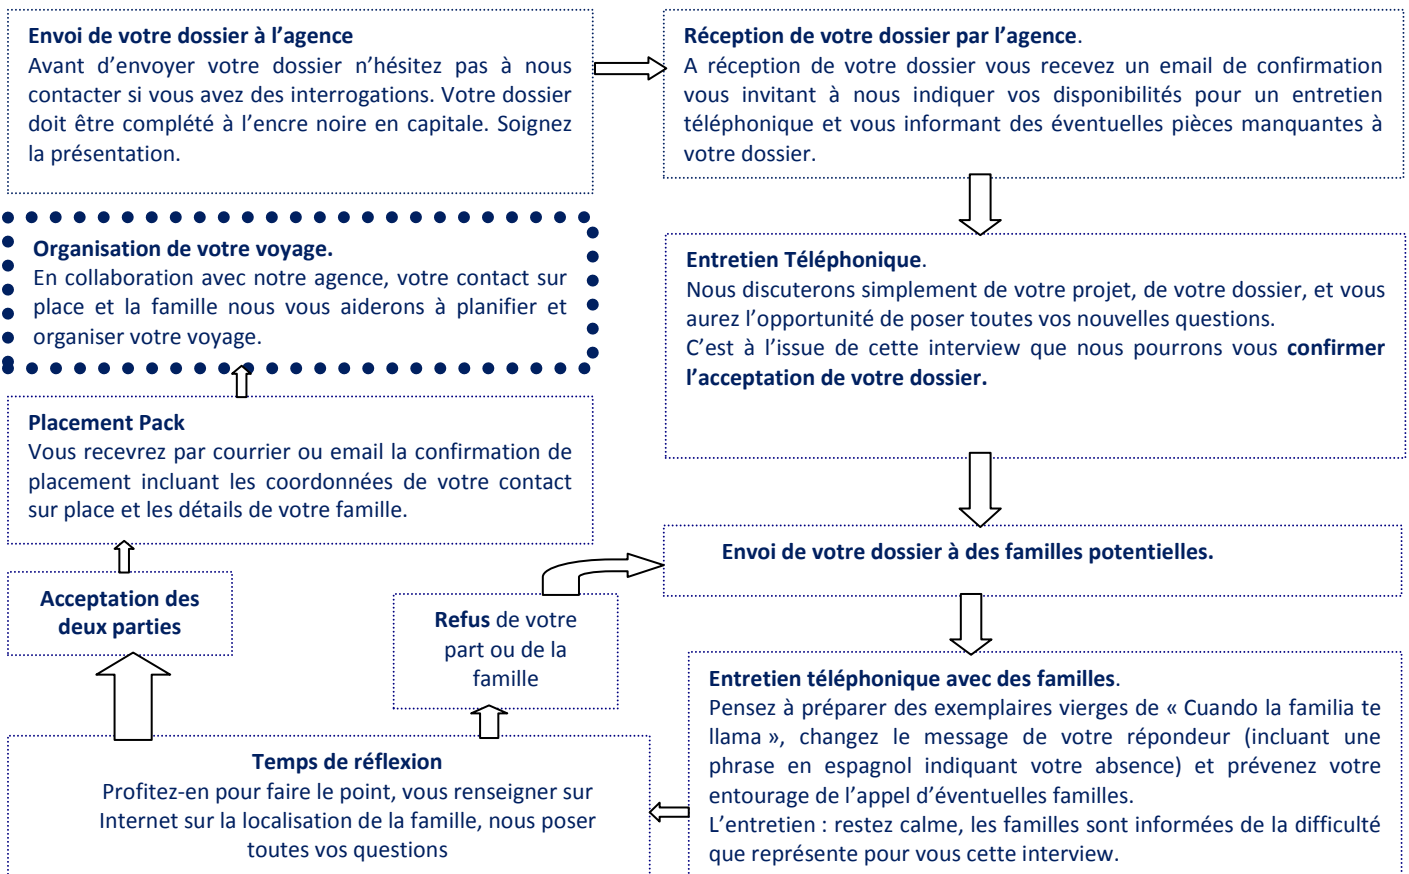 Envoi de votre dossier à l’agence
Avant d’envoyer votre dossier n’hésitez pas à nous
contacter si vous avez des interrogations. Votre dossier
doit être complété à l’encre noire en capitale. Soignez
la présentation.
Réception de votre dossier par l’agence.
A réception de votre dossier vous recevez un email de confirmation
vous invitant à nous indiquer vos disponibilités pour un entretien
téléphonique et vous informant des éventuelles pièces manquantes à
votre dossier.
Entretien Téléphonique.
Nous discuterons simplement de votre projet, de votre dossier, et vous
aurez l’opportunité de poser toutes vos nouvelles questions.
C’est à l’issue de cette interview que nous pourrons vous confirmer
l’acceptation de votre dossier.
Envoi de votre dossier à des familles potentielles.
Entretien téléphonique avec des familles.
Pensez à préparer des exemplaires vierges de « Cuando la familia te
llama », changez le message de votre répondeur (incluant une
phrase en espagnol indiquant votre absence) et prévenez votre
entourage de l’appel d’éventuelles familles.
L’entretien : restez calme, les familles sont informées de la difficulté
que représente pour vous cette interview.
Temps de réflexion
Profitez-en pour faire le point, vous renseigner sur
Internet sur la localisation de la famille, nous poser
toutes vos questions
Refus de votre
part ou de la
famille
Acceptation des
deux parties
Placement Pack
Vous recevrez par courrier ou email la confirmation de
placement incluant les coordonnées de votre contact
sur place et les détails de votre famille.
Organisation de votre voyage.
En collaboration avec notre agence, votre contact sur
place et la famille nous vous aiderons à planifier et
organiser votre voyage.